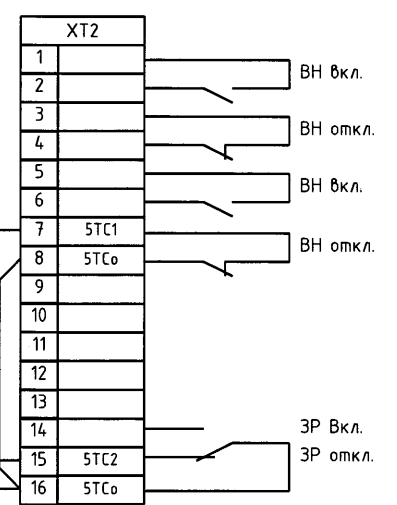 XT2
1
2
ВН вкл.
3
4
ВН откл.
5
6
ВН вкл.
7 5TC1
8 5TCo
ВН откл.
9
10
11
12
13
14
ЗР Вкл.
15 5TC2
ЗР откл.
16 5TCo